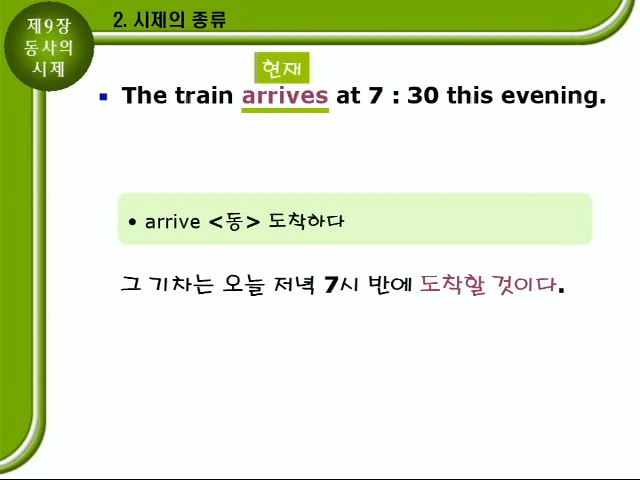 제9장
동사의
시제
2. 시제의 종류
현재
▪ The train arrives at 7 : 30 this evening.
• arrive <동> 도착하다
그 기차는 오늘 저녁 7시 반에 도착할 것이다.